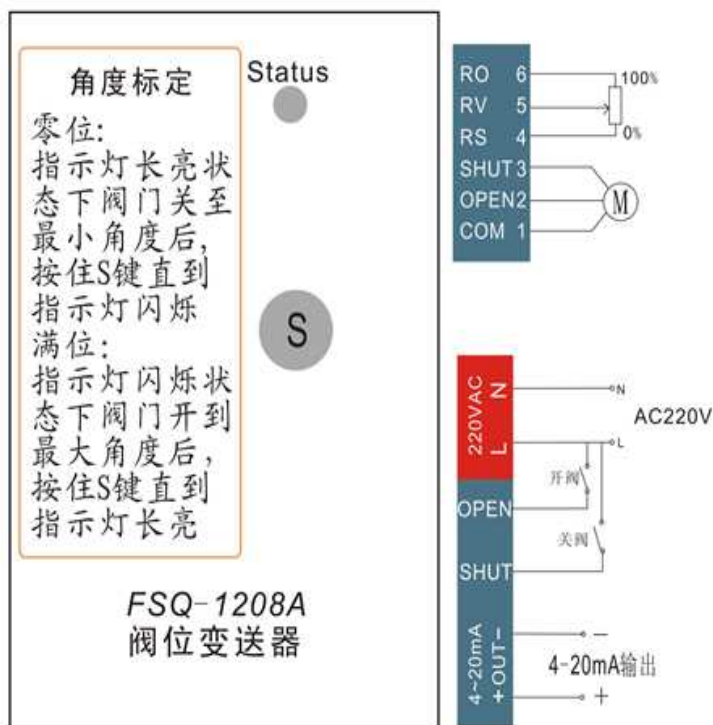 角度标定
零位:
指示灯长亮状
态下阀门关至
最小角度后,
按住S键直到
指示灯闪烁
满位:
指示灯闪烁状
态下阀门开到
最大角度后,
按住S键直到
指示灯长亮
Status
S
FSQ-1208A
阀位变送器
RO 6
RV 5
RS 4
SHUT 3
OPEN 2
COM 1
100%
0%
M
220VAC
N
L
OPEN
SHUT
4~20mA
+OUT-
N
AC220V
L
开阀
关阀
-
4-20mA输出
+